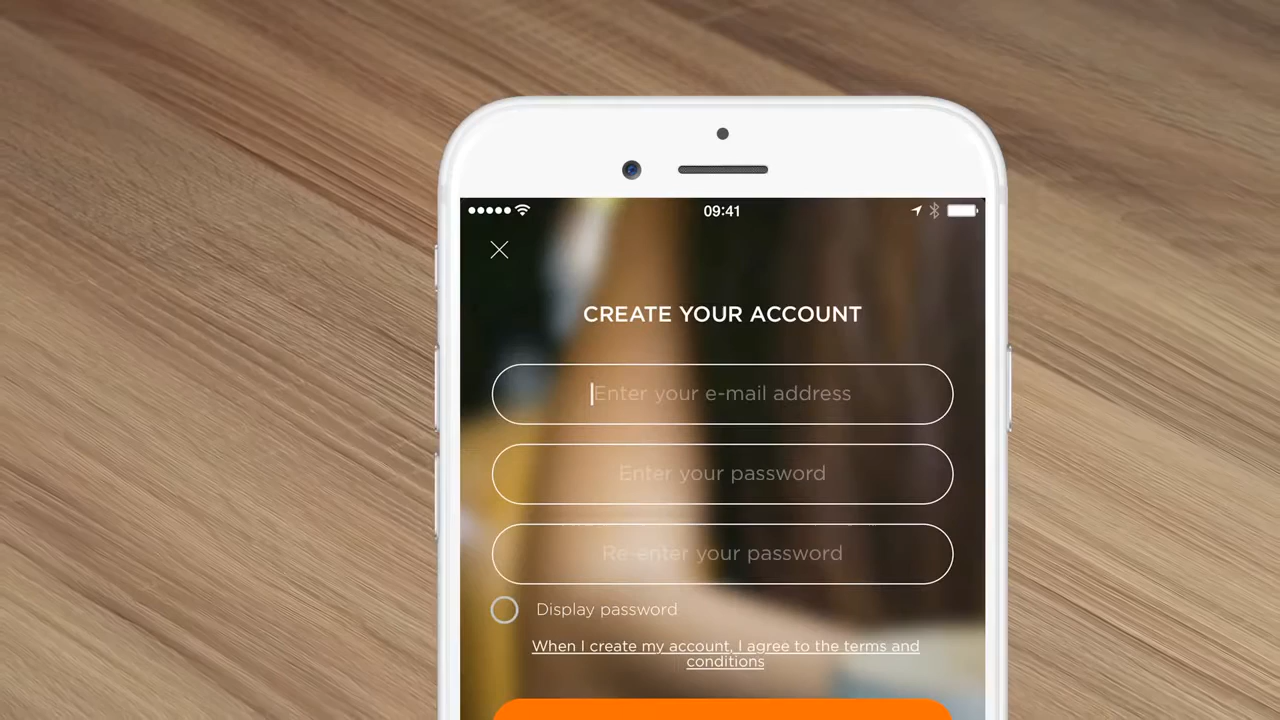 09:41
CREATE YOUR ACCOUNT
Enter your e-mail address
Enter your password
Re-enter your password
Display password
When I create my account, I agree to the terms and
conditions